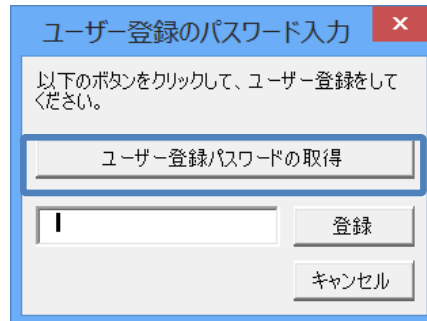 ユーザー登録のパスワード入力
以下のボタンをクリックして、ユーザー登録をして
ください。
ユーザー登録パスワードの取得
登録
キャンセル